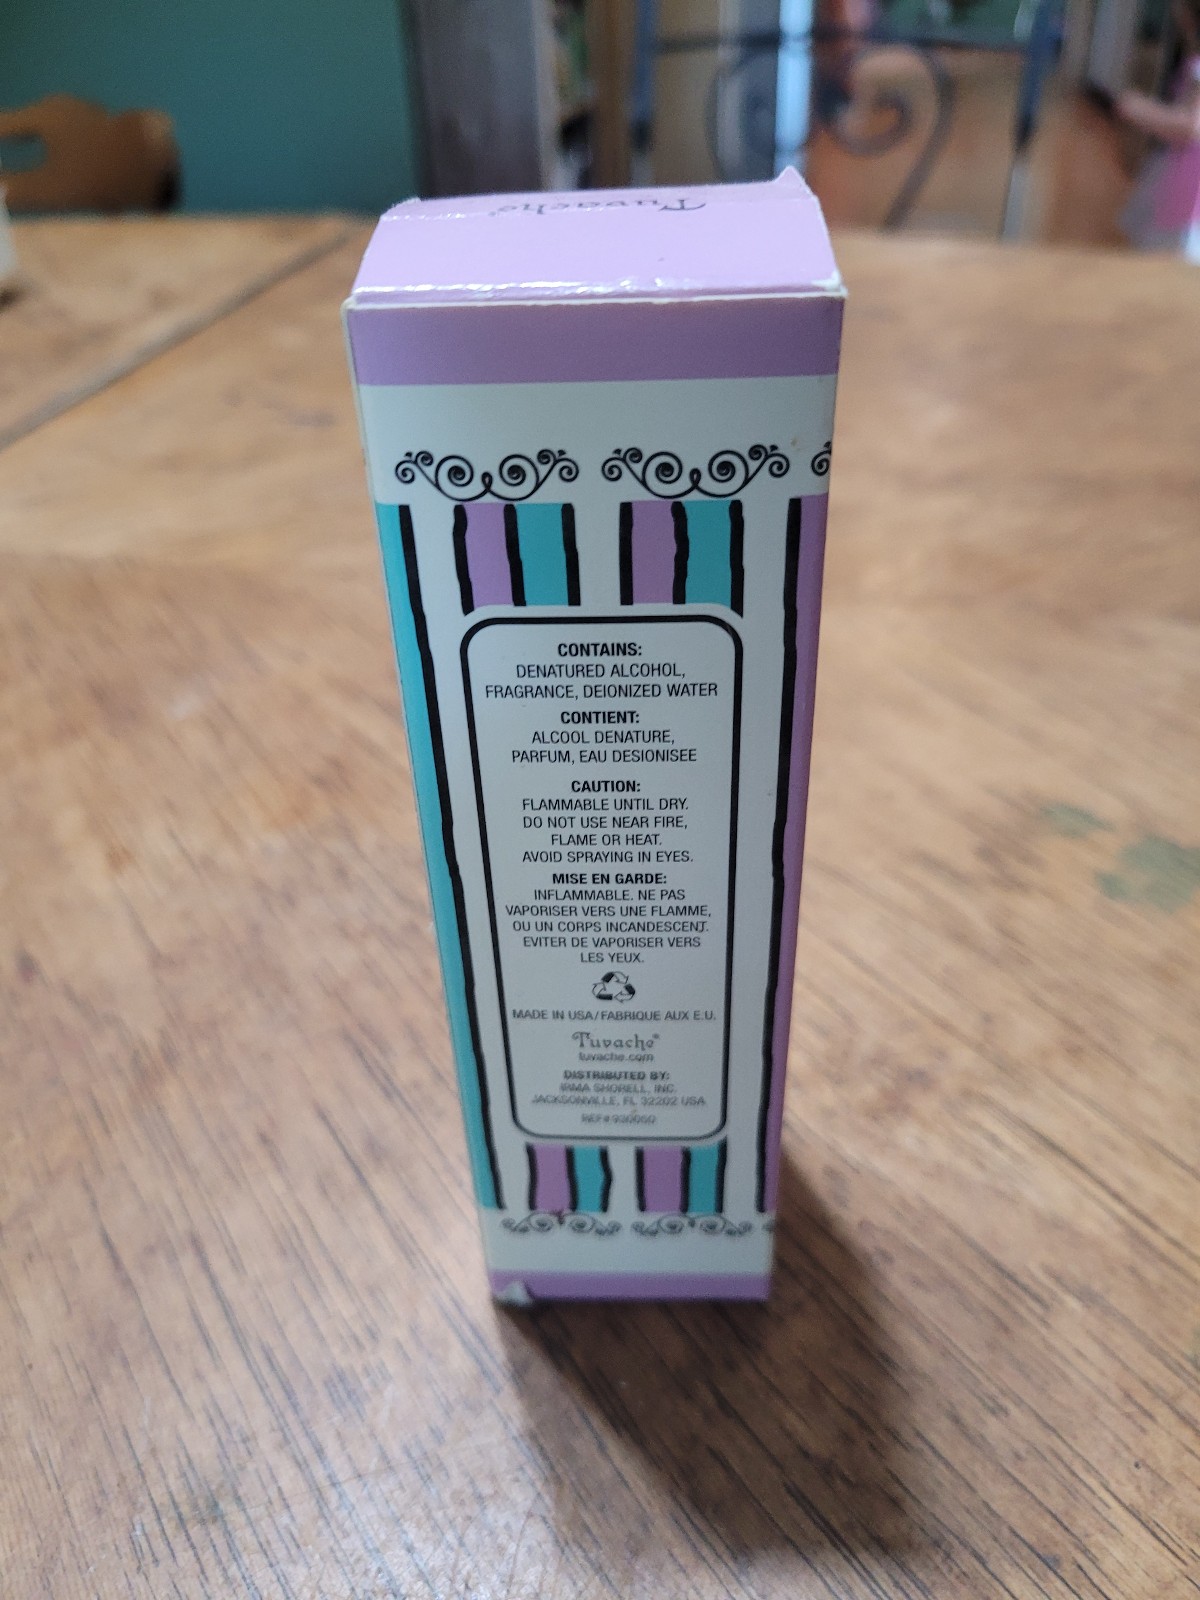 Tuvache®
CONTAINS:
DENATURED ALCOHOL,
FRAGRANCE, DEIONIZED WATER
CONTIENT:
ALCOOL DENATURE,
PARFUM, EAU DESIONISEE
CAUTION:
FLAMMABLE UNTIL DRY.
DO NOT USE NEAR FIRE,
FLAME OR HEAT.
AVOID SPRAYING IN EYES.
MISE EN GARDE:
INFLAMMABLE. NE PAS
VAPORISER VERS UNE FLAMME,
OU UN CORPS INCANDESCENT.
EVITER DE VAPORISER VERS
LES YEUX.
MADE IN USA/FABRIQUE AUX E.U.
Tuvache®
tuvache.com
DISTRIBUTED BY:
IRMA SHORELL, INC.
JACKSONVILLE, FL 32202 USA
REF#